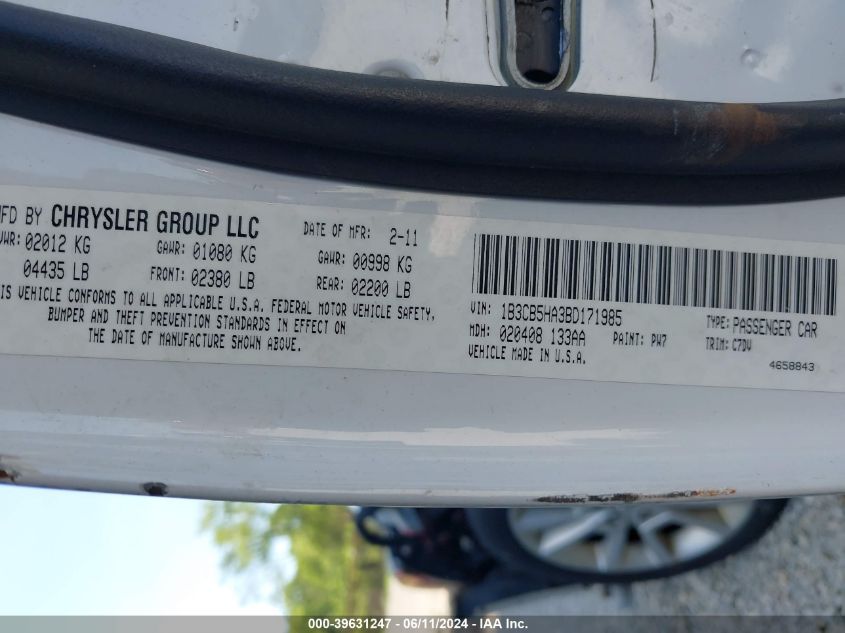 MFD BY CHRYSLER GROUP LLC
DATE OF MFR: 2-11
VWR: 02012 KG
GAWR: 01080 KG
GAWR: 00998 KG
04435 LB
FRONT: 02380 LB
REAR: 02200 LB
IS VEHICLE CONFORMS TO ALL APPLICABLE U.S.A. FEDERAL MOTOR VEHICLE SAFETY,
BUMPER AND THEFT PREVENTION STANDARDS IN EFFECT ON
THE DATE OF MANUFACTURE SHOWN ABOVE.
VIN: 1B3CB5HA3BD171985
TYPE: PASSENGER CAR
MDH: 020408 133AA
PAINT: PW7
TRIM: C7DV
VEHICLE MADE IN U.S.A.
4658843
000-39631247 - 06/11/2024 - IAA Inc.